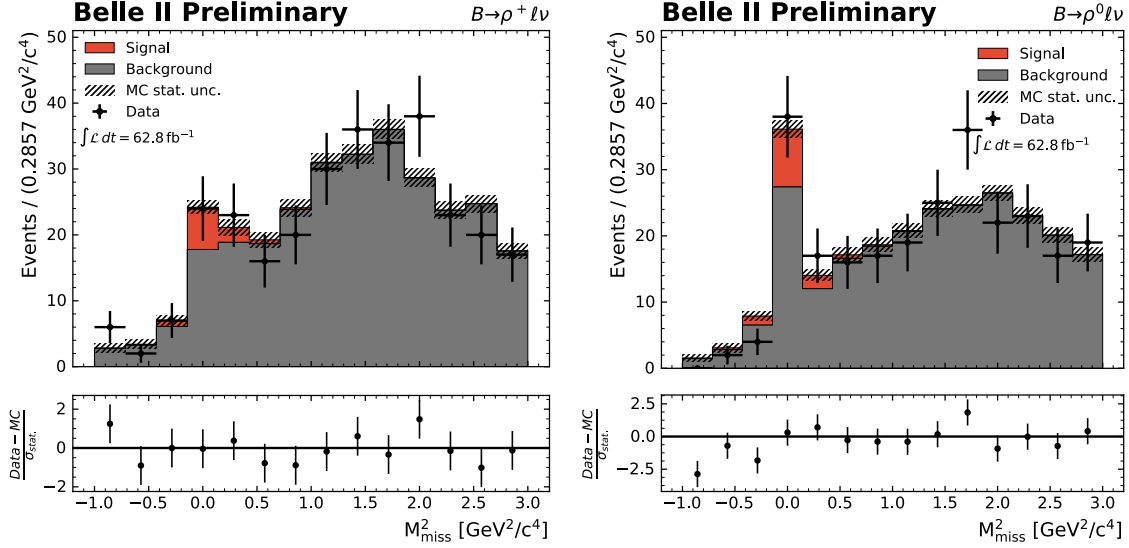 Belle II Preliminary B→ρ⁺ℓν
Events / (0.2857 GeV²/c⁴)
50
40
30
20
10
0
Signal
Background
MC stat. unc.
Data
∫ℒ dt = 62.8 fb⁻¹
Data − MC
σstat.
2
0
−2
−1.0 −0.5 0.0 0.5 1.0 1.5 2.0 2.5 3.0
M²miss [GeV²/c⁴]
Belle II Preliminary B→ρ⁰ℓν
Events / (0.2857 GeV²/c⁴)
50
40
30
20
10
0
Signal
Background
MC stat. unc.
Data
∫ℒ dt = 62.8 fb⁻¹
Data − MC
σstat.
2.5
0.0
−2.5
−1.0 −0.5 0.0 0.5 1.0 1.5 2.0 2.5 3.0
M²miss [GeV²/c⁴]